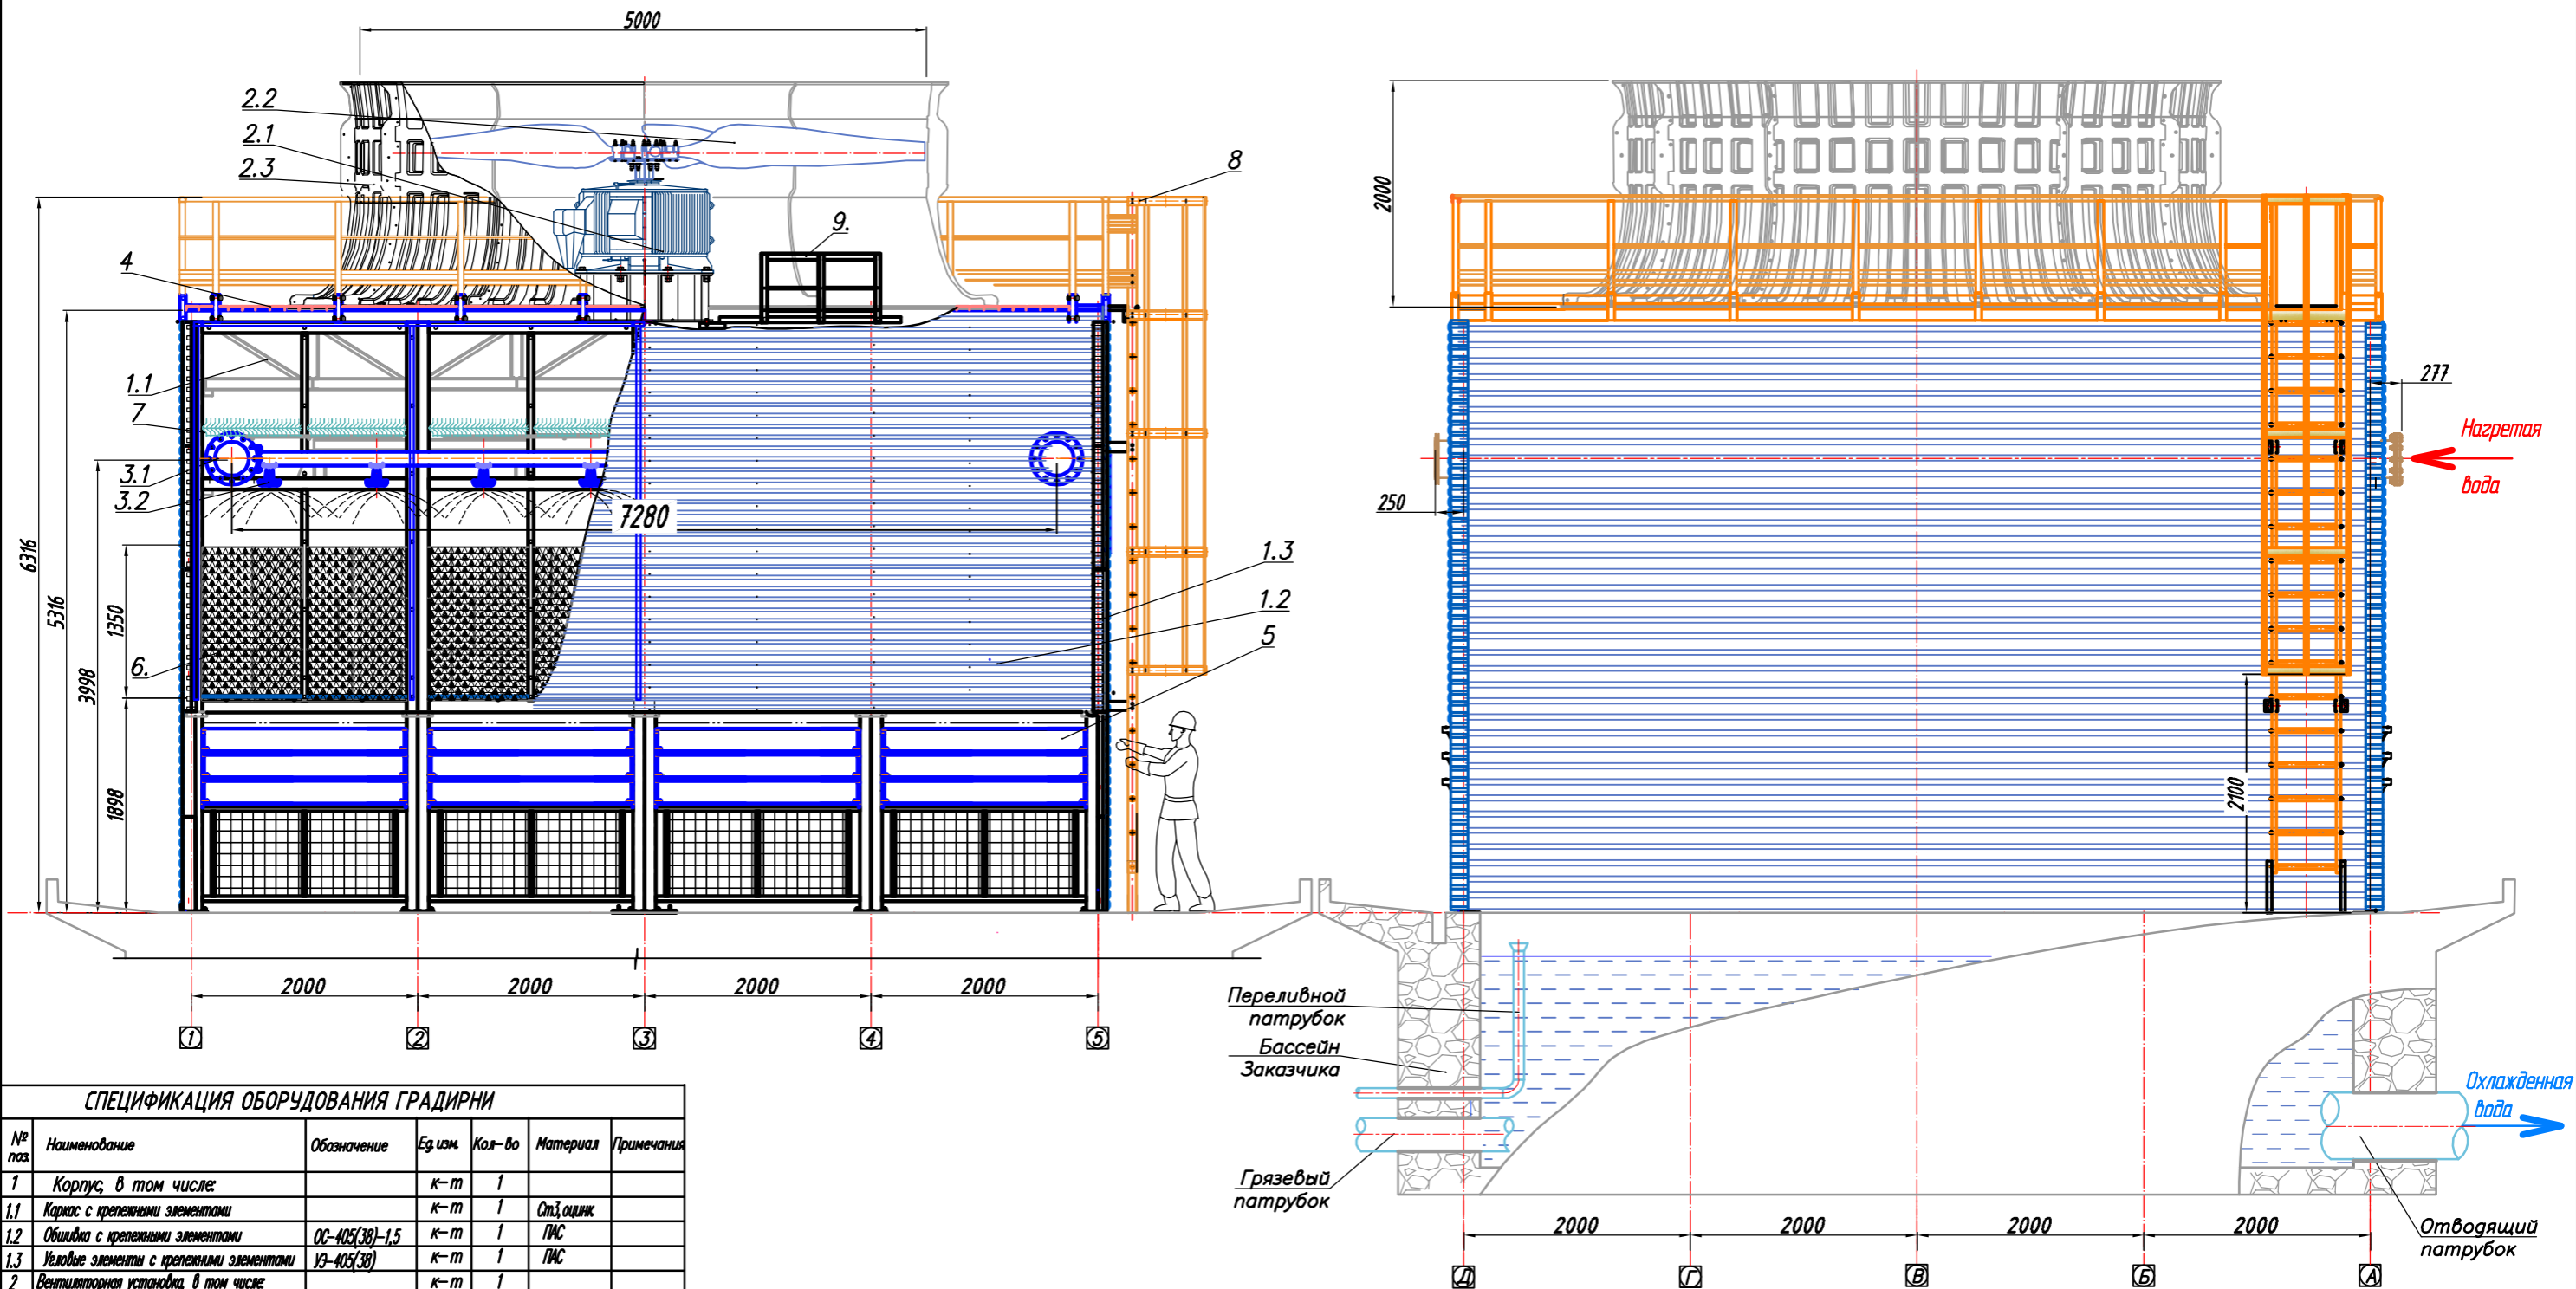 5000
2.2
2.1
2.3
4
1.1
7
3.1
3.2
6.
9.
8
1.3
1.2
5
6316
5316
3998
1350
1898
7280
2000
2000
2000
2000
1
2
3
4
5
2000
277
250
2100
Нагретая
вода
Переливной
патрубок
Бассейн
Заказчика
Грязевый
патрубок
Охлажденная
вода
Отводящий
патрубок
2000
2000
2000
2000
Д
Г
В
Б
А
СПЕЦИФИКАЦИЯ ОБОРУДОВАНИЯ ГРАДИРНИ
№ поз. Наименование Обозначение Ед. изм. Кол-во Материал Примечания
1 Корпус, в том числе: к-т 1
1.1 Каркас с крепежными элементами к-т 1 Ст3, оцинк
1.2 Обшивка с крепежными элементами ОС-405(38)-1,5 к-т 1 ПАС
1.3 Угловые элементы с крепежними элементами УЭ-405(38) к-т 1 ПАС
2 Вентиляторная установка, в том числе: к-т 1